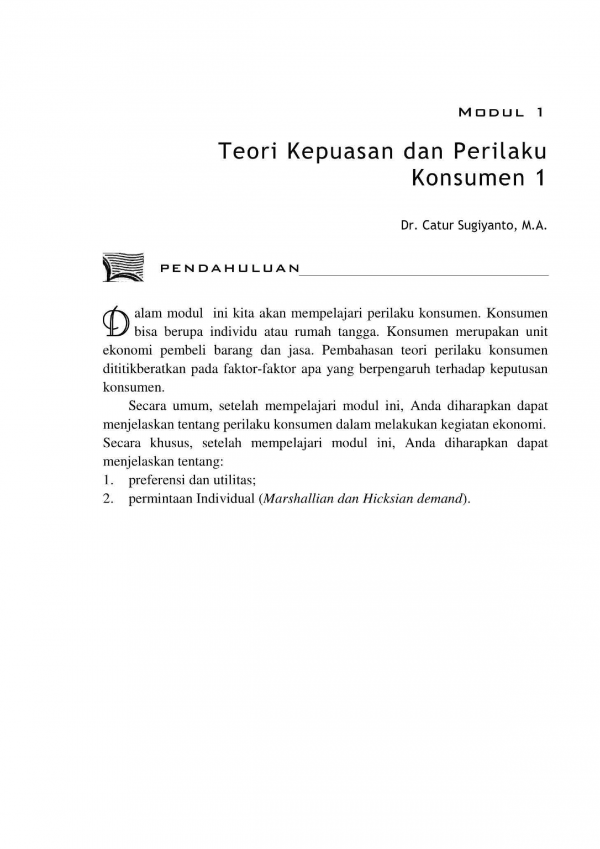 MODUL 1
Teori Kepuasan dan Perilaku
Konsumen 1
Dr. Catur Sugiyanto, M.A.
PENDAHULUAN
Dalam modul ini kita akan mempelajari perilaku konsumen. Konsumen
bisa berupa individu atau rumah tangga. Konsumen merupakan unit
ekonomi pembeli barang dan jasa. Pembahasan teori perilaku konsumen
dititikberatkan pada faktor-faktor apa yang berpengaruh terhadap keputusan
konsumen.
Secara umum, setelah mempelajari modul ini, Anda diharapkan dapat
menjelaskan tentang perilaku konsumen dalam melakukan kegiatan ekonomi.
Secara khusus, setelah mempelajari modul ini, Anda diharapkan dapat
menjelaskan tentang:
1. preferensi dan utilitas;
2. permintaan Individual (Marshallian dan Hicksian demand).